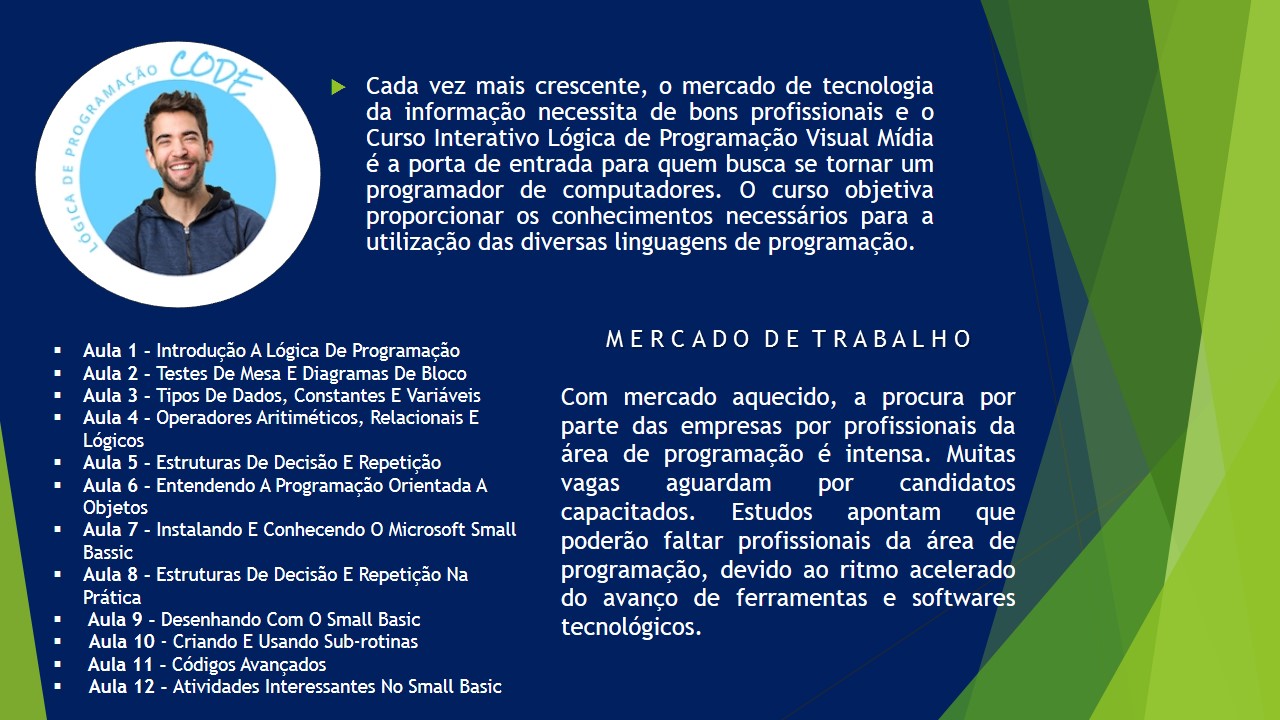 LÓGICA DE PROGRAMAÇÃO CODE
Cada vez mais crescente, o mercado de tecnologia
da informação necessita de bons profissionais e o
Curso Interativo Lógica de Programação Visual Mídia
é a porta de entrada para quem busca se tornar um
programador de computadores. O curso objetiva
proporcionar os conhecimentos necessários para a
utilização das diversas linguagens de programação.
Aula 1 – Introdução A Lógica De Programação
Aula 2 – Testes De Mesa E Diagramas De Bloco
Aula 3 – Tipos De Dados, Constantes E Variáveis
Aula 4 – Operadores Aritiméticos, Relacionais E
Lógicos
Aula 5 – Estruturas De Decisão E Repetição
Aula 6 – Entendendo A Programação Orientada A
Objetos
Aula 7 – Instalando E Conhecendo O Microsoft Small
Bassic
Aula 8 – Estruturas De Decisão E Repetição Na
Prática
Aula 9 – Desenhando Com O Small Basic
Aula 10 - Criando E Usando Sub-rotinas
Aula 11 – Códigos Avançados
Aula 12 – Atividades Interessantes No Small Basic
MERCADO DE TRABALHO
Com mercado aquecido, a procura por
parte das empresas por profissionais da
área de programação é intensa. Muitas
vagas aguardam por candidatos
capacitados. Estudos apontam que
poderão faltar profissionais da área de
programação, devido ao ritmo acelerado
do avanço de ferramentas e softwares
tecnológicos.